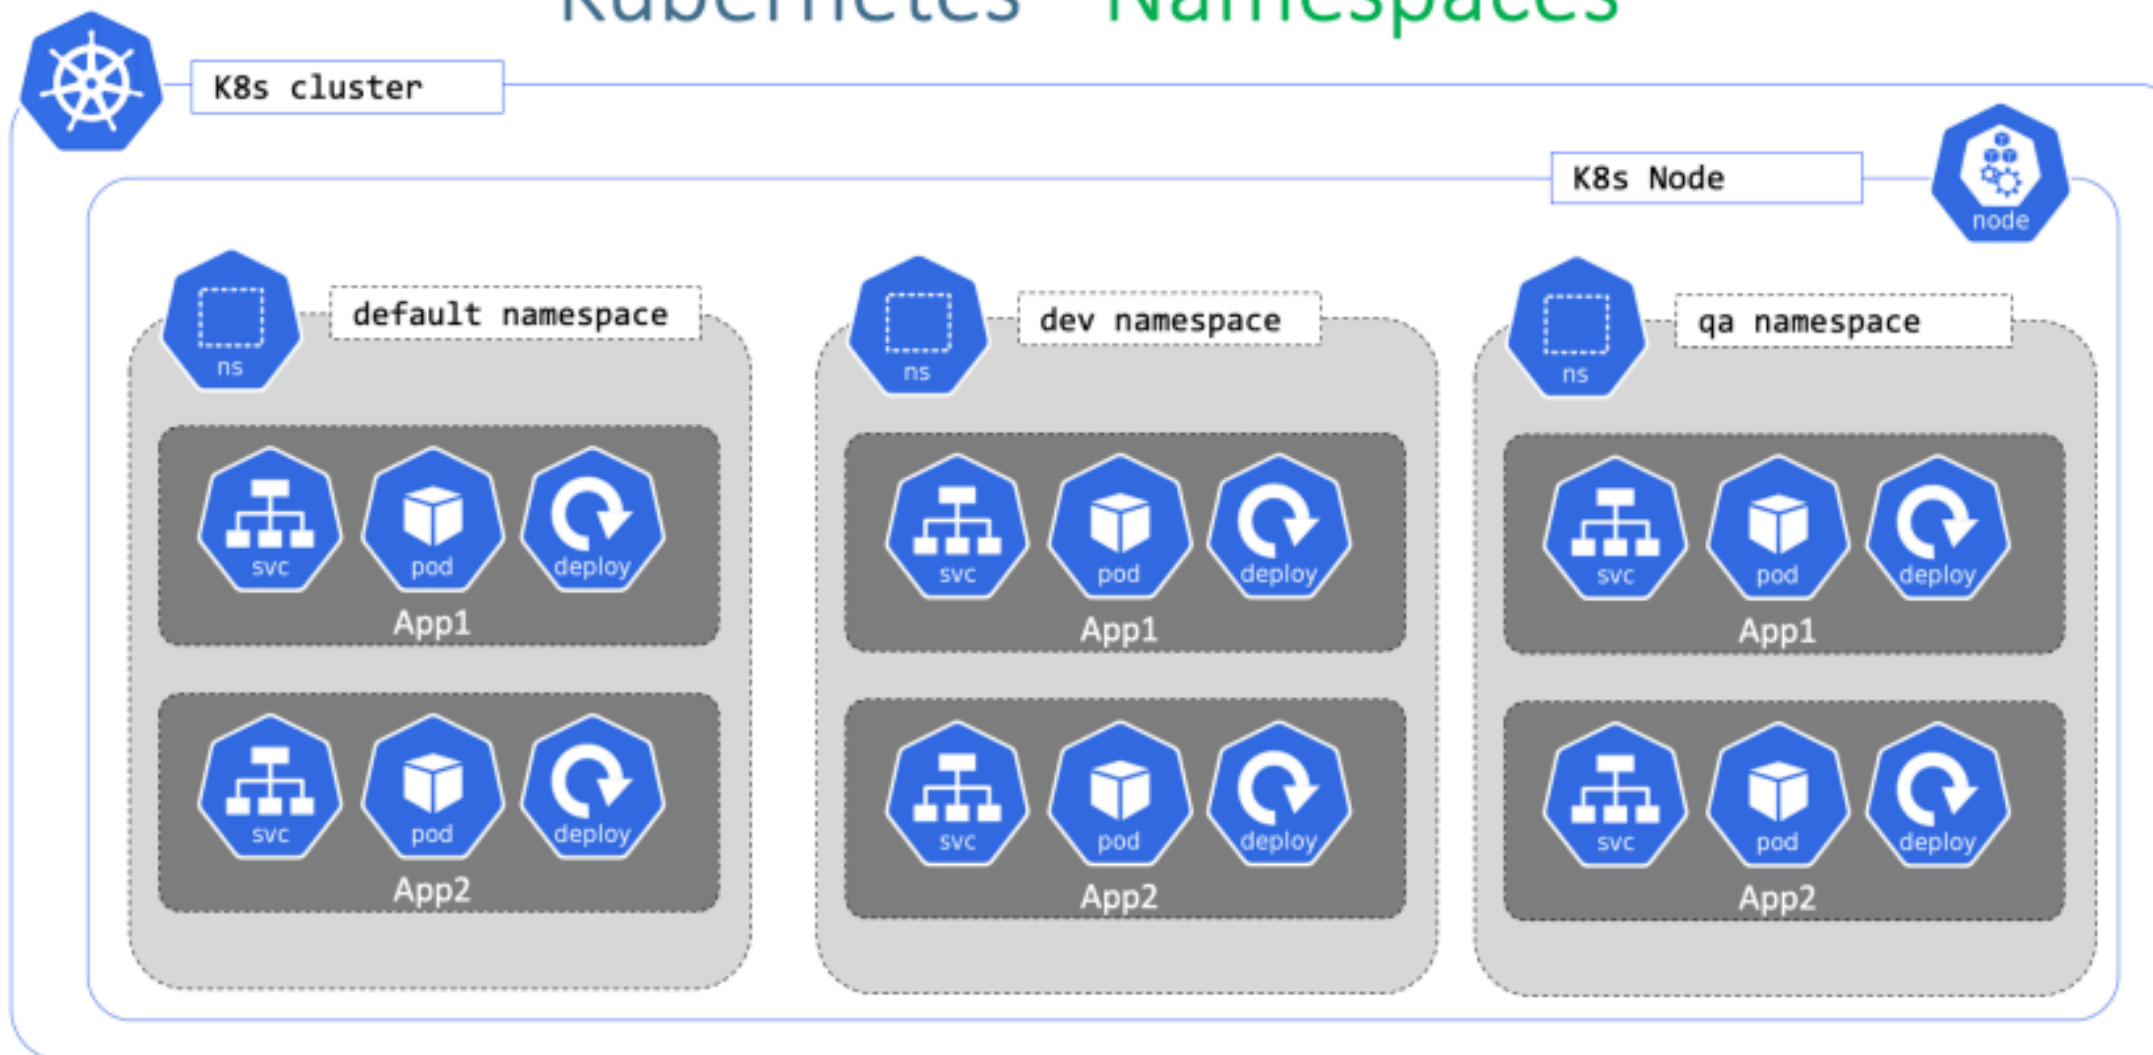 Kubernetes Namespaces
K8s cluster
K8s Node
node
default namespace
ns
svc pod deploy
App1
svc pod deploy
App2
dev namespace
ns
svc pod deploy
App1
svc pod deploy
App2
qa namespace
ns
svc pod deploy
App1
svc pod deploy
App2